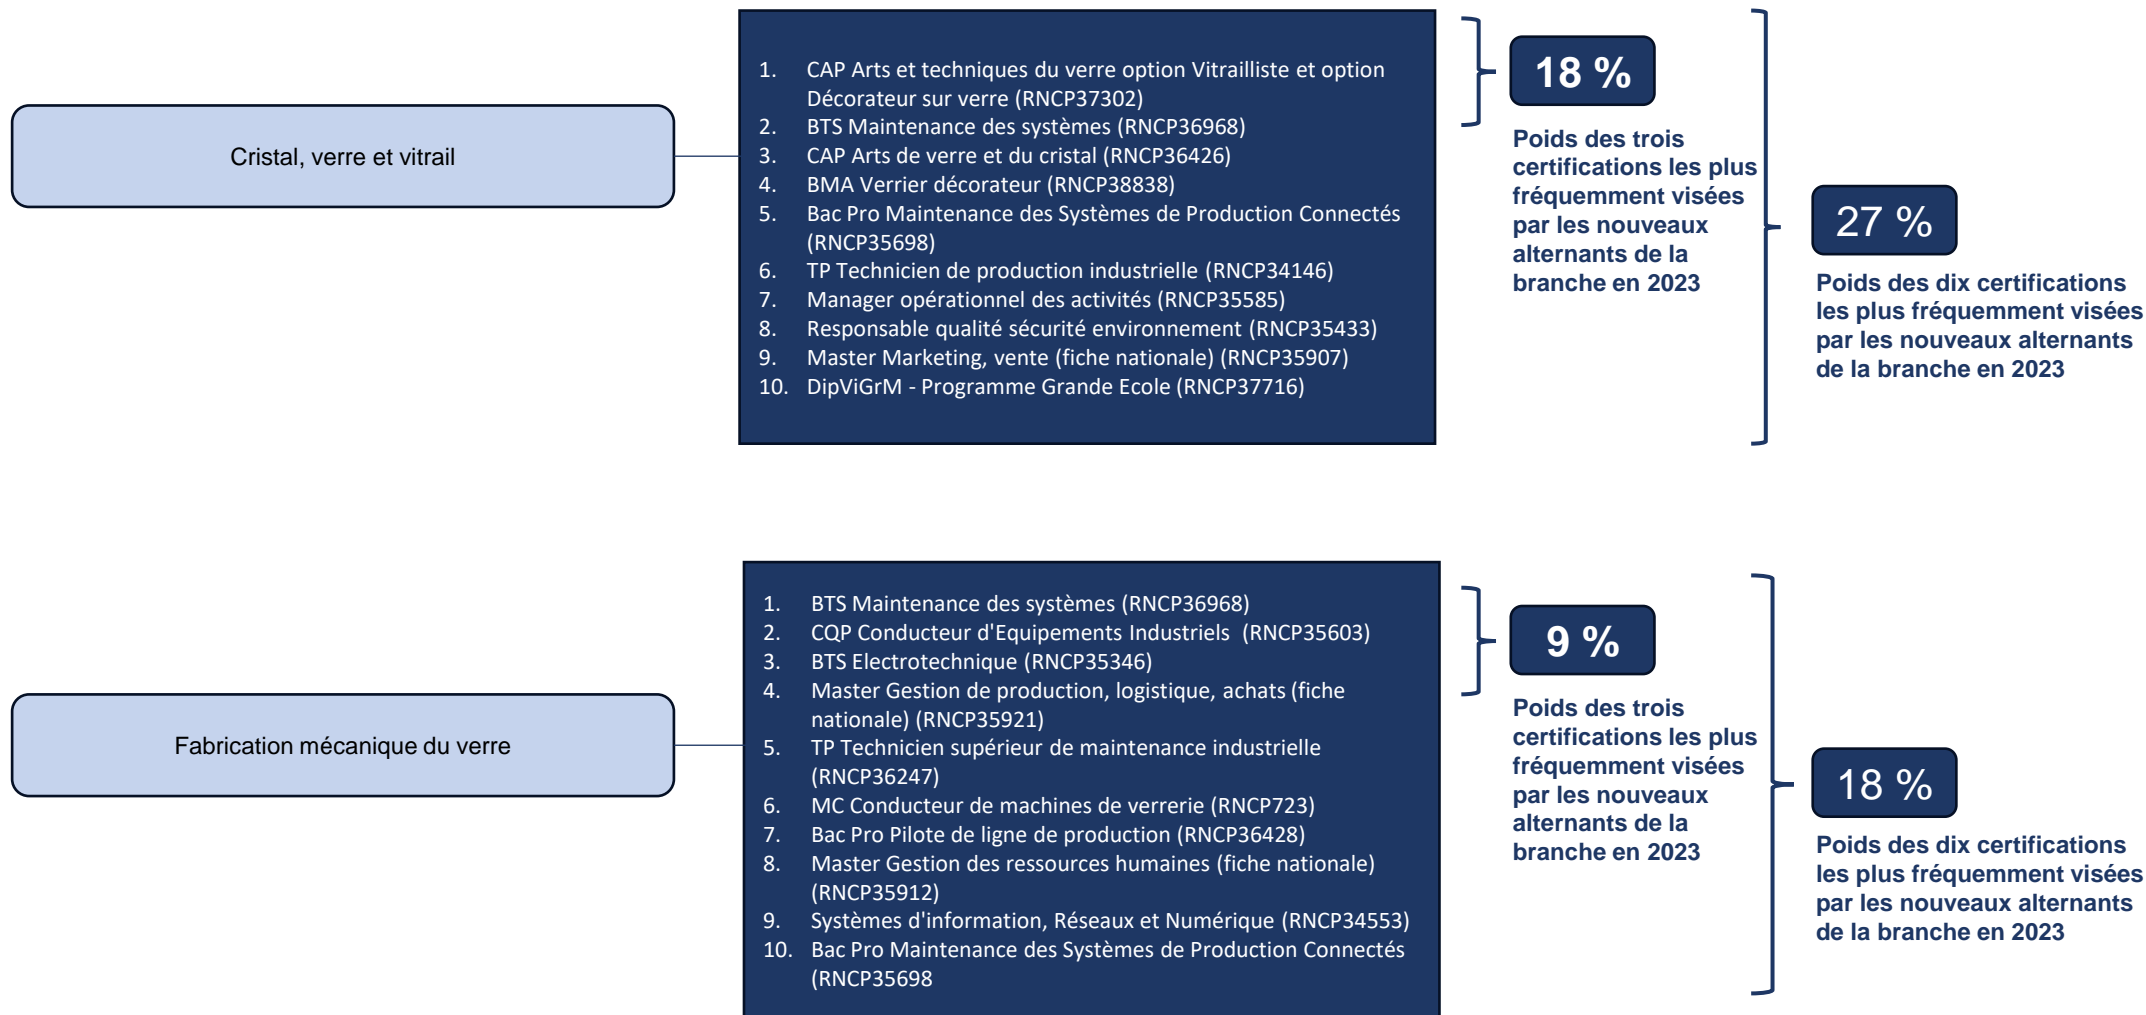 Cristal, verre et vitrail
1. CAP Arts et techniques du verre option Vitrailliste et option
Décorateur sur verre (RNCP37302)
2. BTS Maintenance des systèmes (RNCP36968)
3. CAP Arts de verre et du cristal (RNCP36426)
4. BMA Verrier décorateur (RNCP38838)
5. Bac Pro Maintenance des Systèmes de Production Connectés
(RNCP35698)
6. TP Technicien de production industrielle (RNCP34146)
7. Manager opérationnel des activités (RNCP35585)
8. Responsable qualité sécurité environnement (RNCP35433)
9. Master Marketing, vente (fiche nationale) (RNCP35907)
10. DipViGrM - Programme Grande Ecole (RNCP37716)
18 %
Poids des trois
certifications les plus
fréquemment visées
par les nouveaux
alternants de la
branche en 2023
27 %
Poids des dix certifications
les plus fréquemment visées
par les nouveaux alternants
de la branche en 2023
Fabrication mécanique du verre
1. BTS Maintenance des systèmes (RNCP36968)
2. CQP Conducteur d'Equipements Industriels (RNCP35603)
3. BTS Electrotechnique (RNCP35346)
4. Master Gestion de production, logistique, achats (fiche
nationale) (RNCP35921)
5. TP Technicien supérieur de maintenance industrielle
(RNCP36247)
6. MC Conducteur de machines de verrerie (RNCP723)
7. Bac Pro Pilote de ligne de production (RNCP36428)
8. Master Gestion des ressources humaines (fiche nationale)
(RNCP35912)
9. Systèmes d'information, Réseaux et Numérique (RNCP34553)
10. Bac Pro Maintenance des Systèmes de Production Connectés
(RNCP35698
9 %
Poids des trois
certifications les plus
fréquemment visées
par les nouveaux
alternants de la
branche en 2023
18 %
Poids des dix certifications
les plus fréquemment visées
par les nouveaux alternants
de la branche en 2023